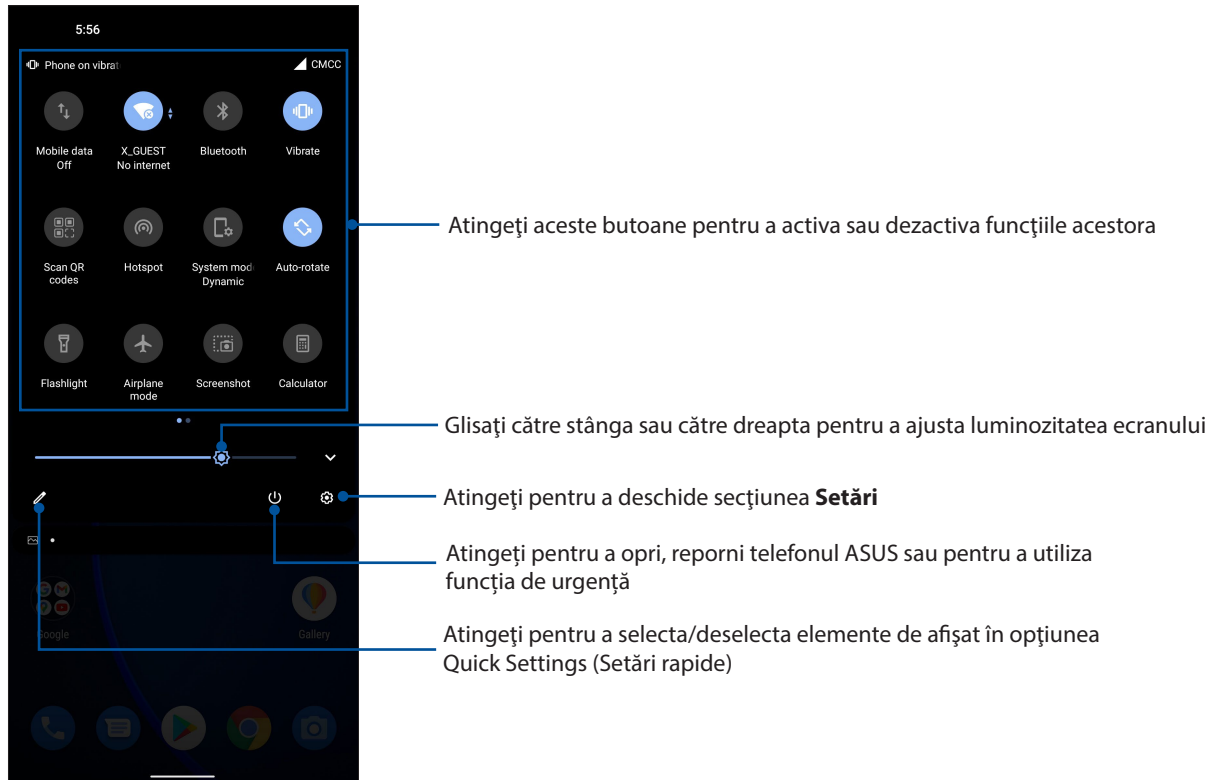 5:56
Phone on vibrat
CMCC
Mobile data
Off
X_GUEST
No internet
Bluetooth
Vibrate
Scan QR
codes
Hotspot
System mod
Dynamic
Auto-rotate
Flashlight
Airplane
mode
Screenshot
Calculator
Google
Gallery
Atingeţi aceste butoane pentru a activa sau dezactiva funcţiile acestora
Glisaţi către stânga sau către dreapta pentru a ajusta luminozitatea ecranului
Atingeţi pentru a deschide secţiunea Setări
Atingeți pentru a opri, reporni telefonul ASUS sau pentru a utiliza
funcția de urgență
Atingeţi pentru a selecta/deselecta elemente de afişat în opţiunea
Quick Settings (Setări rapide)